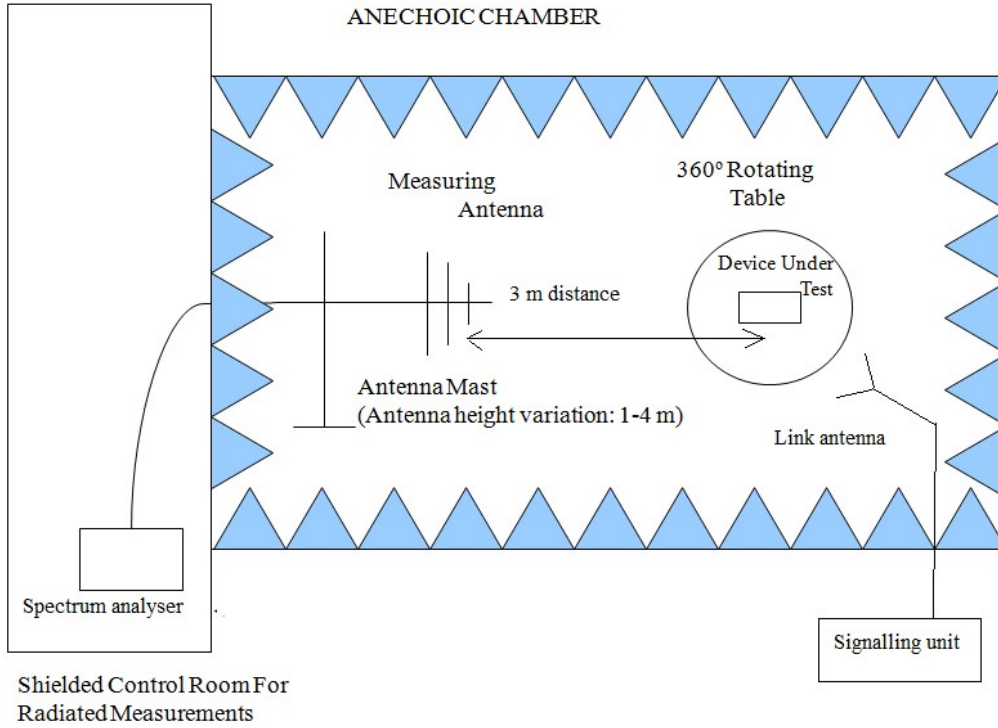 ANECHOIC CHAMBER
Measuring
Antenna
360º Rotating
Table
Device Under
Test
3 m distance
Antenna Mast
(Antenna height variation: 1-4 m)
Link antenna
Spectrum analyser
Signalling unit
Shielded Control Room For
Radiated Measurements